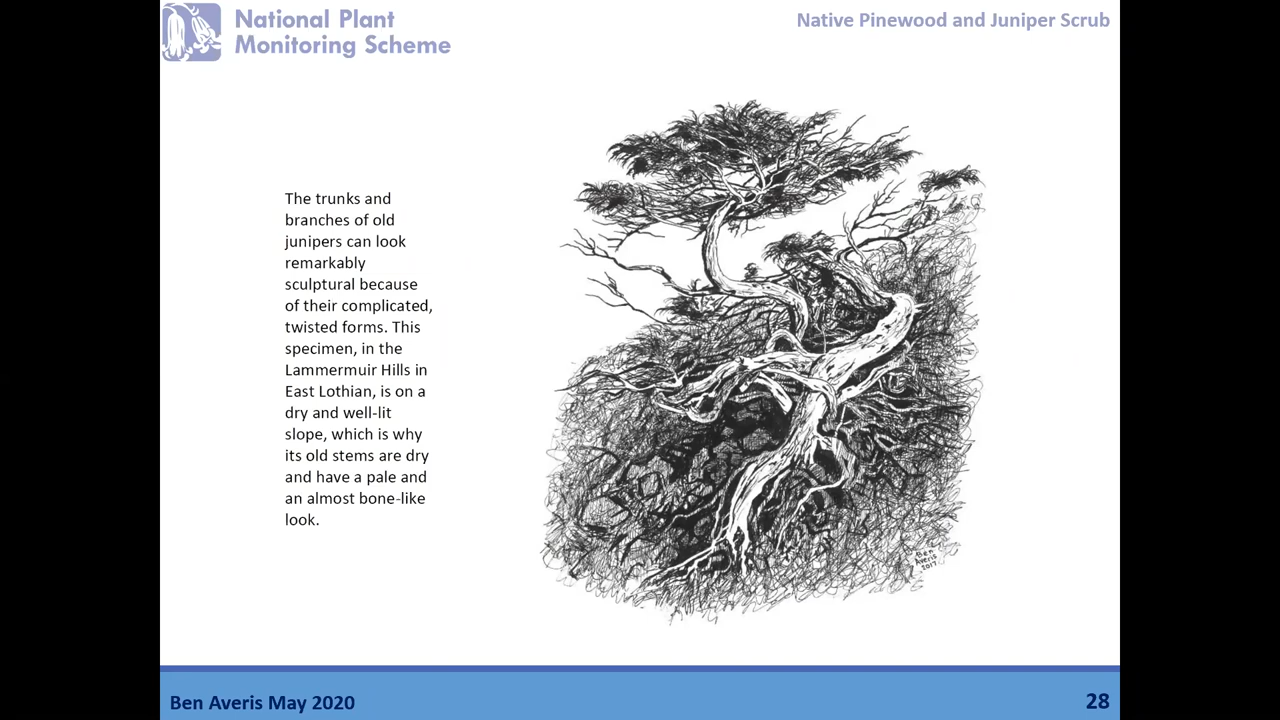 National Plant
Monitoring Scheme
Native Pinewood and Juniper Scrub
The trunks and
branches of old
junipers can look
remarkably
sculptural because
of their complicated,
twisted forms. This
specimen, in the
Lammermuir Hills in
East Lothian, is on a
dry and well-lit
slope, which is why
its old stems are dry
and have a pale and
an almost bone-like
look.
Ben
Averis
2017
Ben Averis May 2020
28